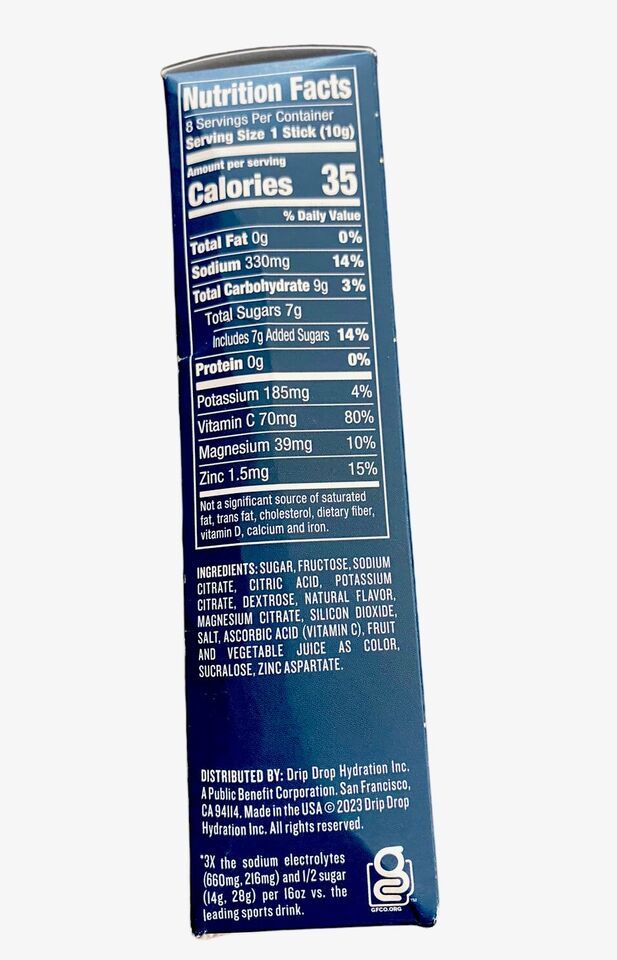 Nutrition Facts
8 Servings Per Container
Serving Size 1 Stick (10g)
Amount per serving
Calories 35
% Daily Value
Total Fat 0g 0%
Sodium 330mg 14%
Total Carbohydrate 9g 3%
Total Sugars 7g
Includes 7g Added Sugars 14%
Protein 0g 0%
Potassium 185mg 4%
Vitamin C 70mg 80%
Magnesium 39mg 10%
Zinc 1.5mg 15%
Not a significant source of saturated
fat, trans fat, cholesterol, dietary fiber,
vitamin D, calcium and iron.
INGREDIENTS: SUGAR, FRUCTOSE, SODIUM
CITRATE, CITRIC ACID, POTASSIUM
CITRATE, DEXTROSE, NATURAL FLAVOR,
MAGNESIUM CITRATE, SILICON DIOXIDE,
SALT, ASCORBIC ACID (VITAMIN C), FRUIT
AND VEGETABLE JUICE AS COLOR,
SUCRALOSE, ZINC ASPARTATE.
DISTRIBUTED BY: Drip Drop Hydration Inc.
A Public Benefit Corporation. San Francisco,
CA 94114. Made in the USA © 2023 Drip Drop
Hydration Inc. All rights reserved.
*3X the sodium electrolytes
(660mg, 216mg) and 1/2 sugar
(14g, 28g) per 16oz vs. the
leading sports drink.
GFCO.ORG
TM